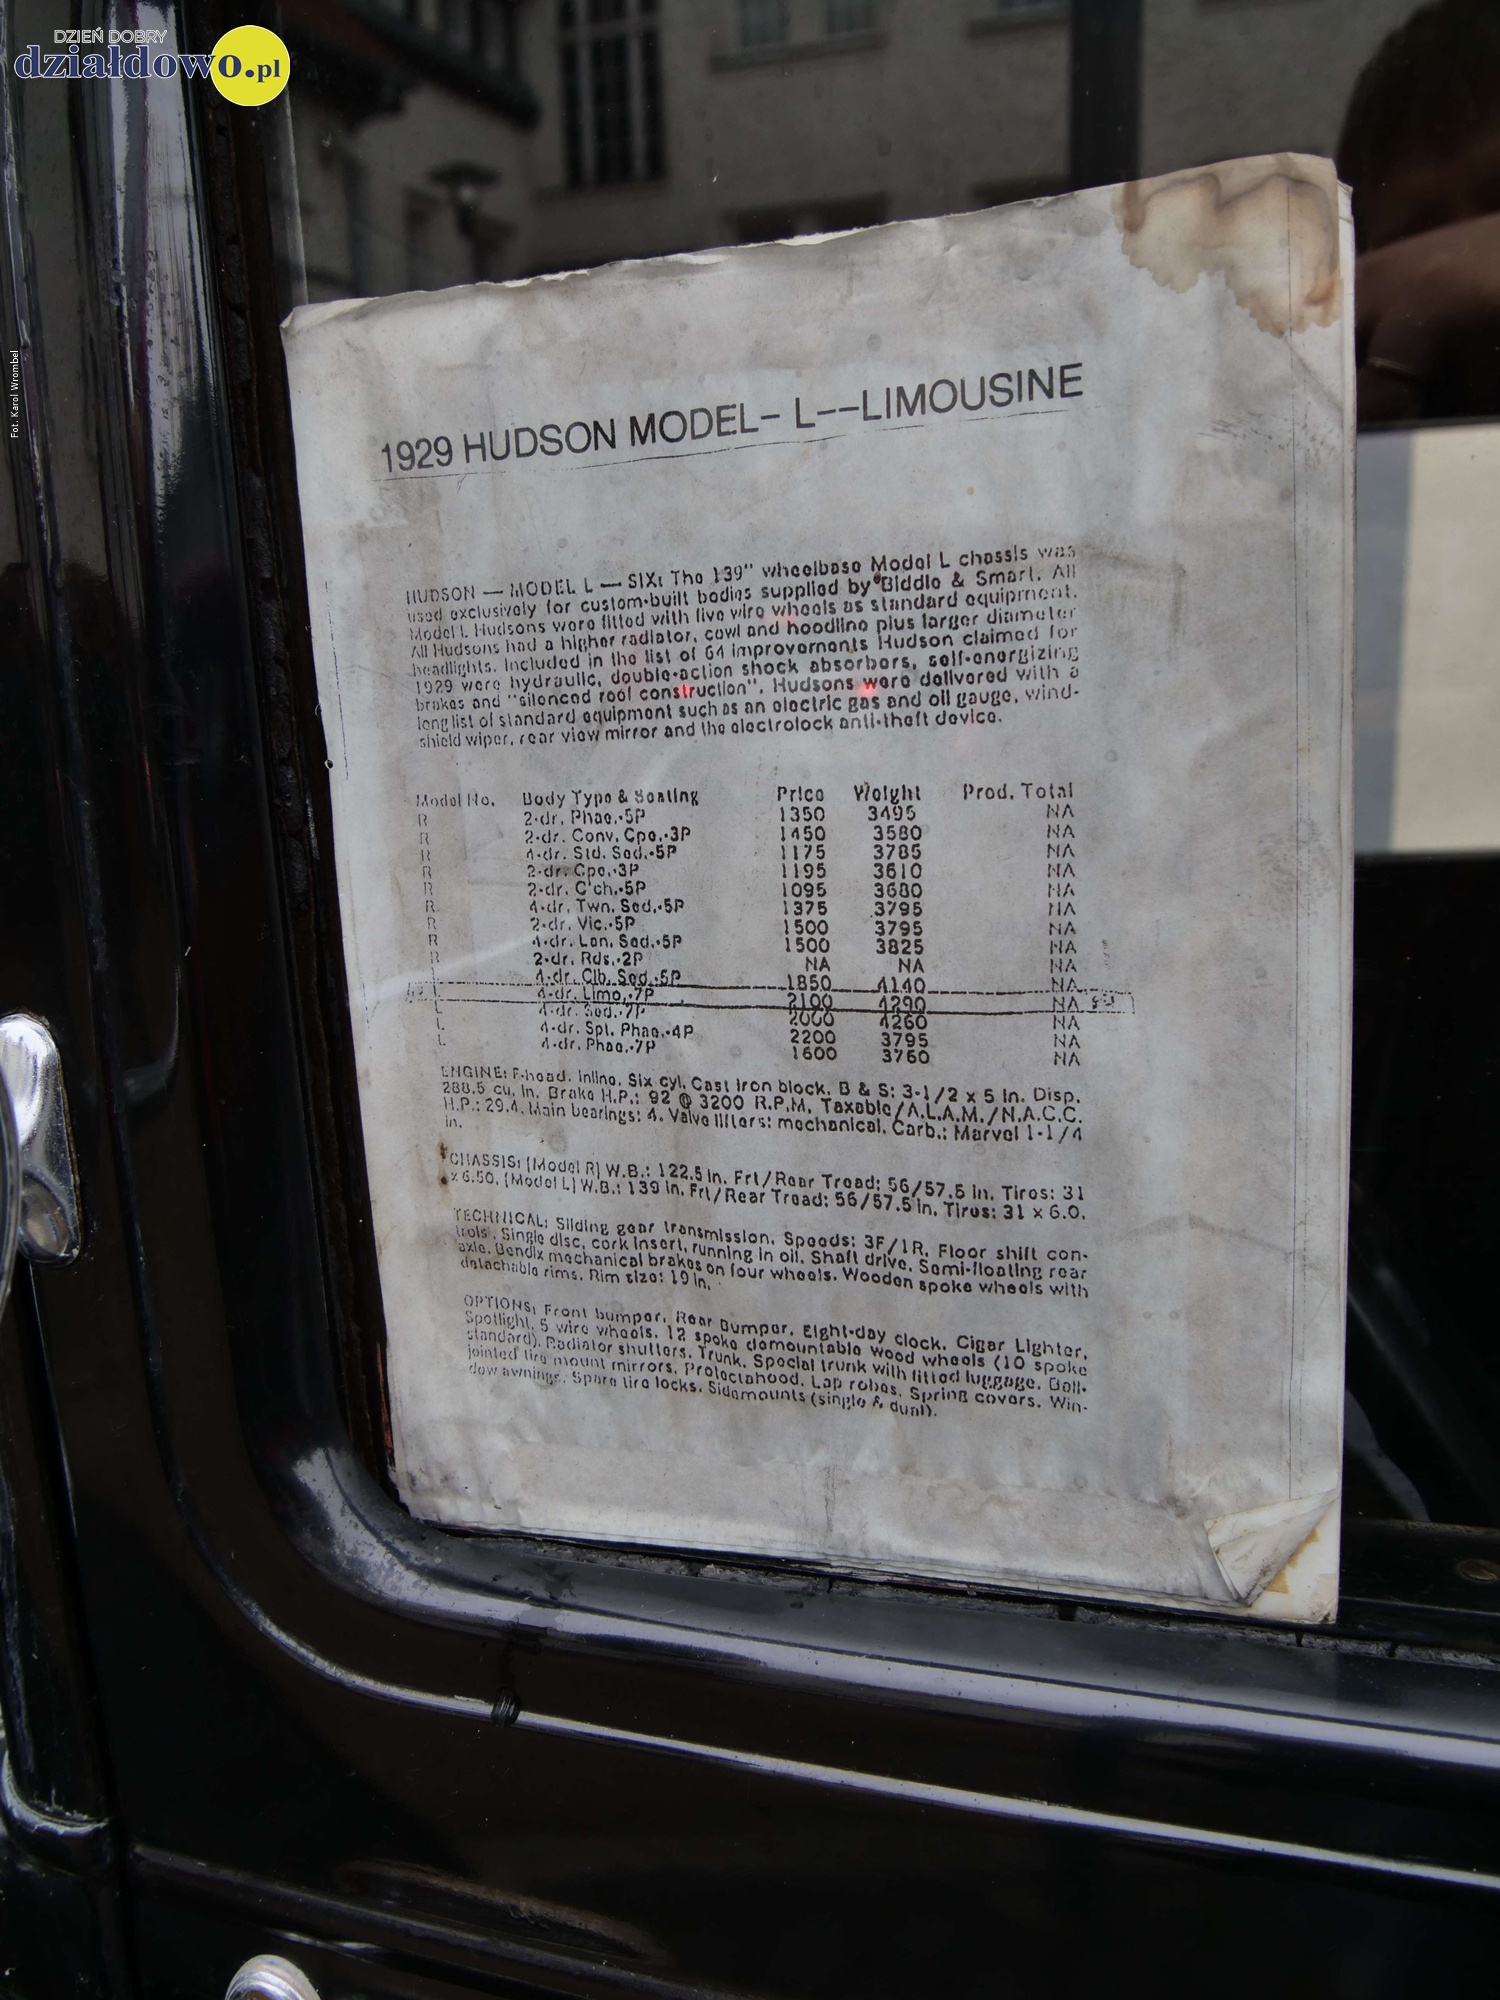 DZIEŃ DOBRY
działdowo.pl
Fot. Karol Wrombel
1929 HUDSON MODEL- L--LIMOUSINE
HUDSON — MODEL L — SIX: The 139" wheelbase Model L chassis was
used exclusively for custom-built bodies supplied by Biddle & Smart. All
Model L Hudsons were fitted with five wire wheels as standard equipment.
All Hudsons had a higher radiator, cowl and hoodline plus larger diameter
headlights. Included in the list of 64 improvements Hudson claimed for
1929 were hydraulic, double-action shock absorbers, self-energizing
brakes and "silenced roof construction". Hudsons were delivered with a
long list of standard equipment such as an electric gas and oil gauge, wind-
shield wiper, rear view mirror and the electrolock anti-theft device.
Model No. Body Type & Seating Price Weight Prod. Total
R 2-dr. Phae.-5P 1350 3495 NA
R 2-dr. Conv. Cpe.-3P 1450 3580 NA
R 4-dr. Std. Sed.-5P 1175 3785 NA
R 2-dr. Cpe.-3P 1195 3610 NA
R 2-dr. C'ch.-5P 1095 3680 NA
R 4-dr. Twn. Sed.-5P 1375 3795 NA
R 2-dr. Vic.-5P 1500 3795 NA
R 4-dr. Lan. Sed.-5P 1500 3825 NA
R 2-dr. Rds.-2P NA NA NA
L 4-dr. Clb. Sed.-5P 1850 4140 NA
L 4-dr. Limo.-7P 2100 4290 NA
L 4-dr. Sed.-7P 2000 4260 NA
L 4-dr. Spt. Phae.-4P 2200 3795 NA
L 4-dr. Phae.-7P 1600 3760 NA
ENGINE: F-head. Inline. Six cyl. Cast iron block. B & S: 3-1/2 x 5 in. Disp.
288.5 cu. in. Brake H.P.: 92 @ 3200 R.P.M. Taxable/A.L.A.M./N.A.C.C.
H.P.: 29.4. Main bearings: 4. Valve lifters: mechanical. Carb.: Marvel 1-1/4
in.
CHASSIS: [Model R] W.B.: 122.5 in. Frt/Rear Tread: 56/57.5 in. Tires: 31
x 6.50. [Model L] W.B.: 139 in. Frt/Rear Tread: 56/57.5 in. Tires: 31 x 6.0.
TECHNICAL: Sliding gear transmission. Speeds: 3F/1R. Floor shift con-
trols. Single disc, cork insert, running in oil. Shaft drive. Semi-floating rear
axle. Bendix mechanical brakes on four wheels. Wooden spoke wheels with
detachable rims. Rim size: 19 in.
OPTIONS: Front bumper. Rear Bumper. Eight-day clock. Cigar Lighter.
Spotlight. 5 wire wheels. 12 spoke demountable wood wheels (10 spoke
standard). Radiator shutters. Trunk. Special trunk with fitted luggage. Ball-
jointed tire mount mirrors. Protectahood. Lap robes. Spring covers. Win-
dow awnings. Spare tire locks. Sidemounts (single & dual).